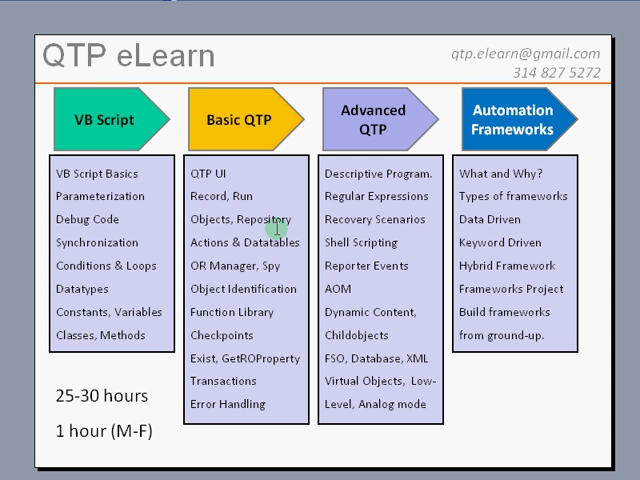 QTP eLearn
qtp.elearn@gmail.com
314 827 5272
VB Script
VB Script Basics
Parameterization
Debug Code
Synchronization
Conditions & Loops
Datatypes
Constants, Variables
Classes, Methods
Basic QTP
QTP UI
Record, Run
Objects, Repository
Actions & Datatables
OR Manager, Spy
Object Identification
Function Library
Checkpoints
Exist, GetROProperty
Transactions
Error Handling
Advanced
QTP
Descriptive Program.
Regular Expressions
Recovery Scenarios
Shell Scripting
Reporter Events
AOM
Dynamic Content,
Childobjects
FSO, Database, XML
Virtual Objects, Low-
Level, Analog mode
Automation
Frameworks
What and Why?
Types of frameworks
Data Driven
Keyword Driven
Hybrid Framework
Frameworks Project
Build frameworks
from ground-up.
25-30 hours
1 hour (M-F)